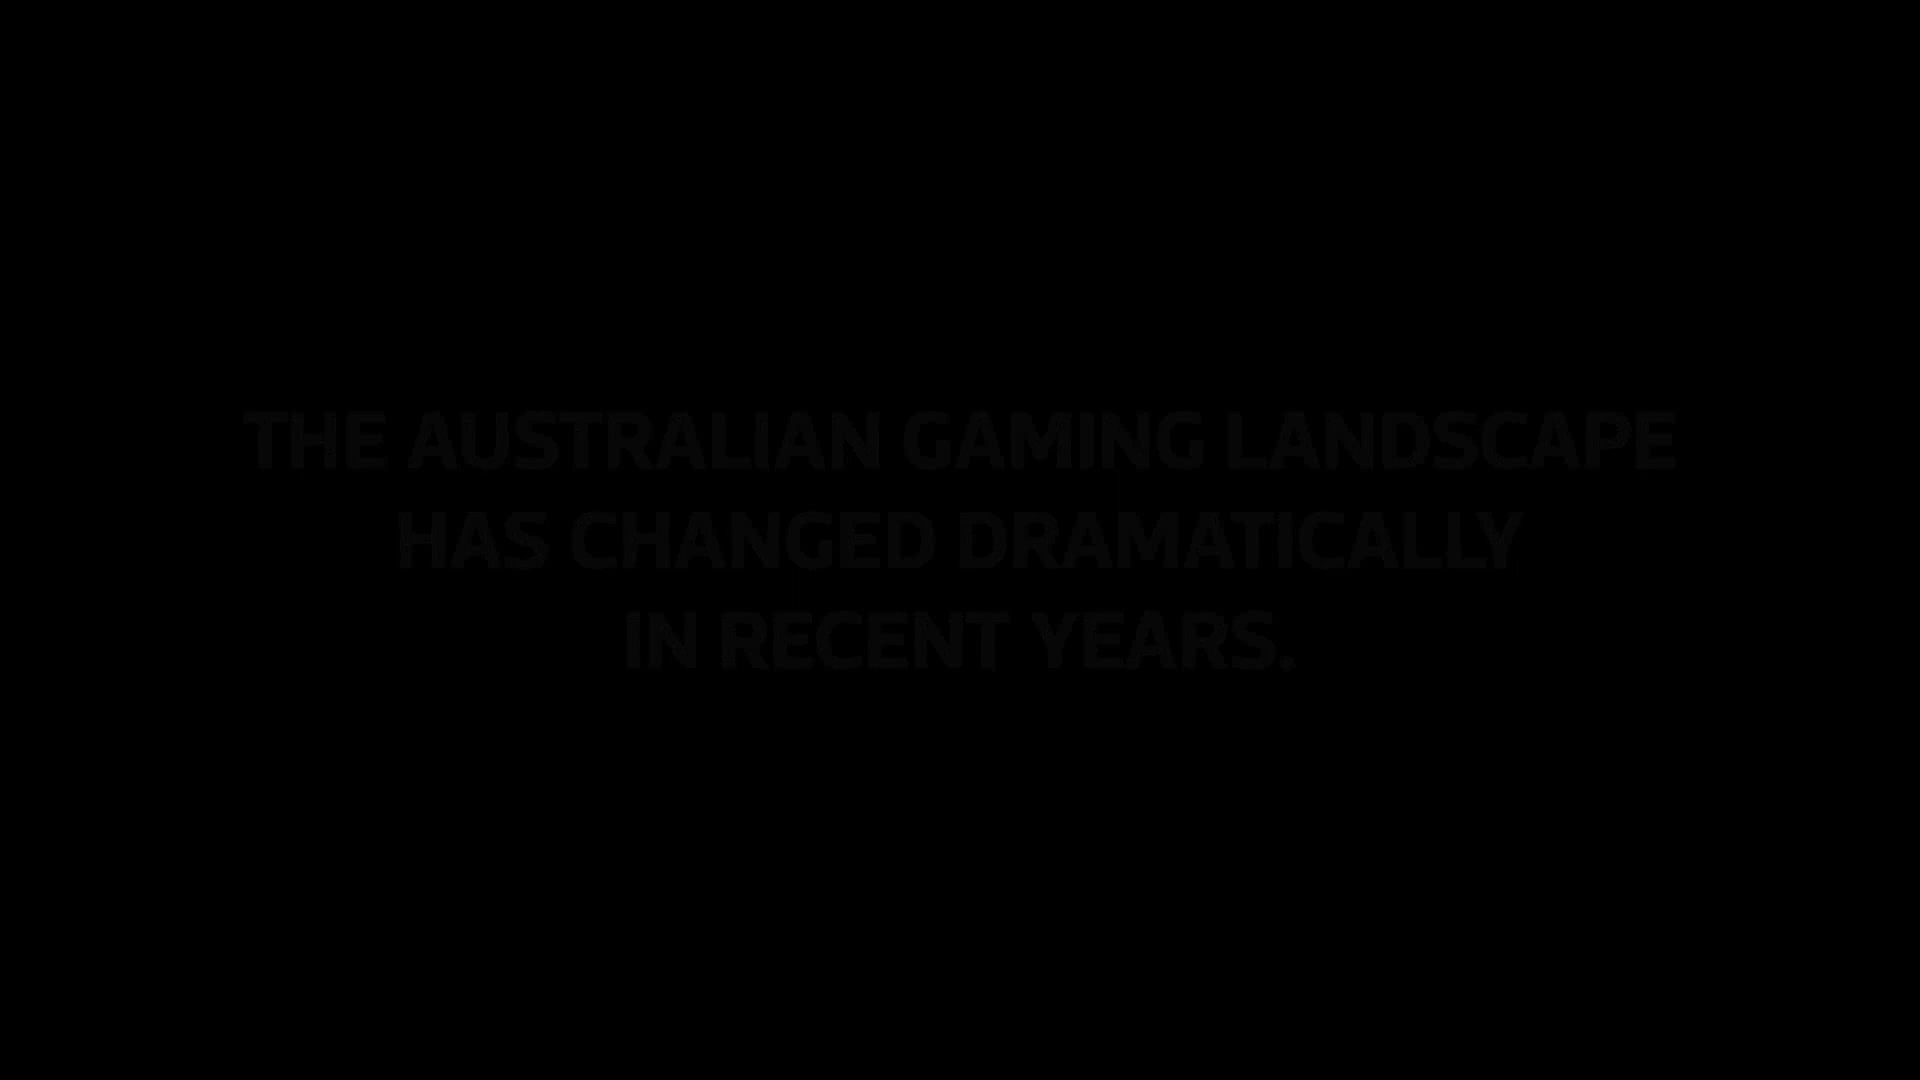 THE AUSTRALIAN GAMING LANDSCAPE
HAS CHANGED DRAMATICALLY
IN RECENT YEARS.